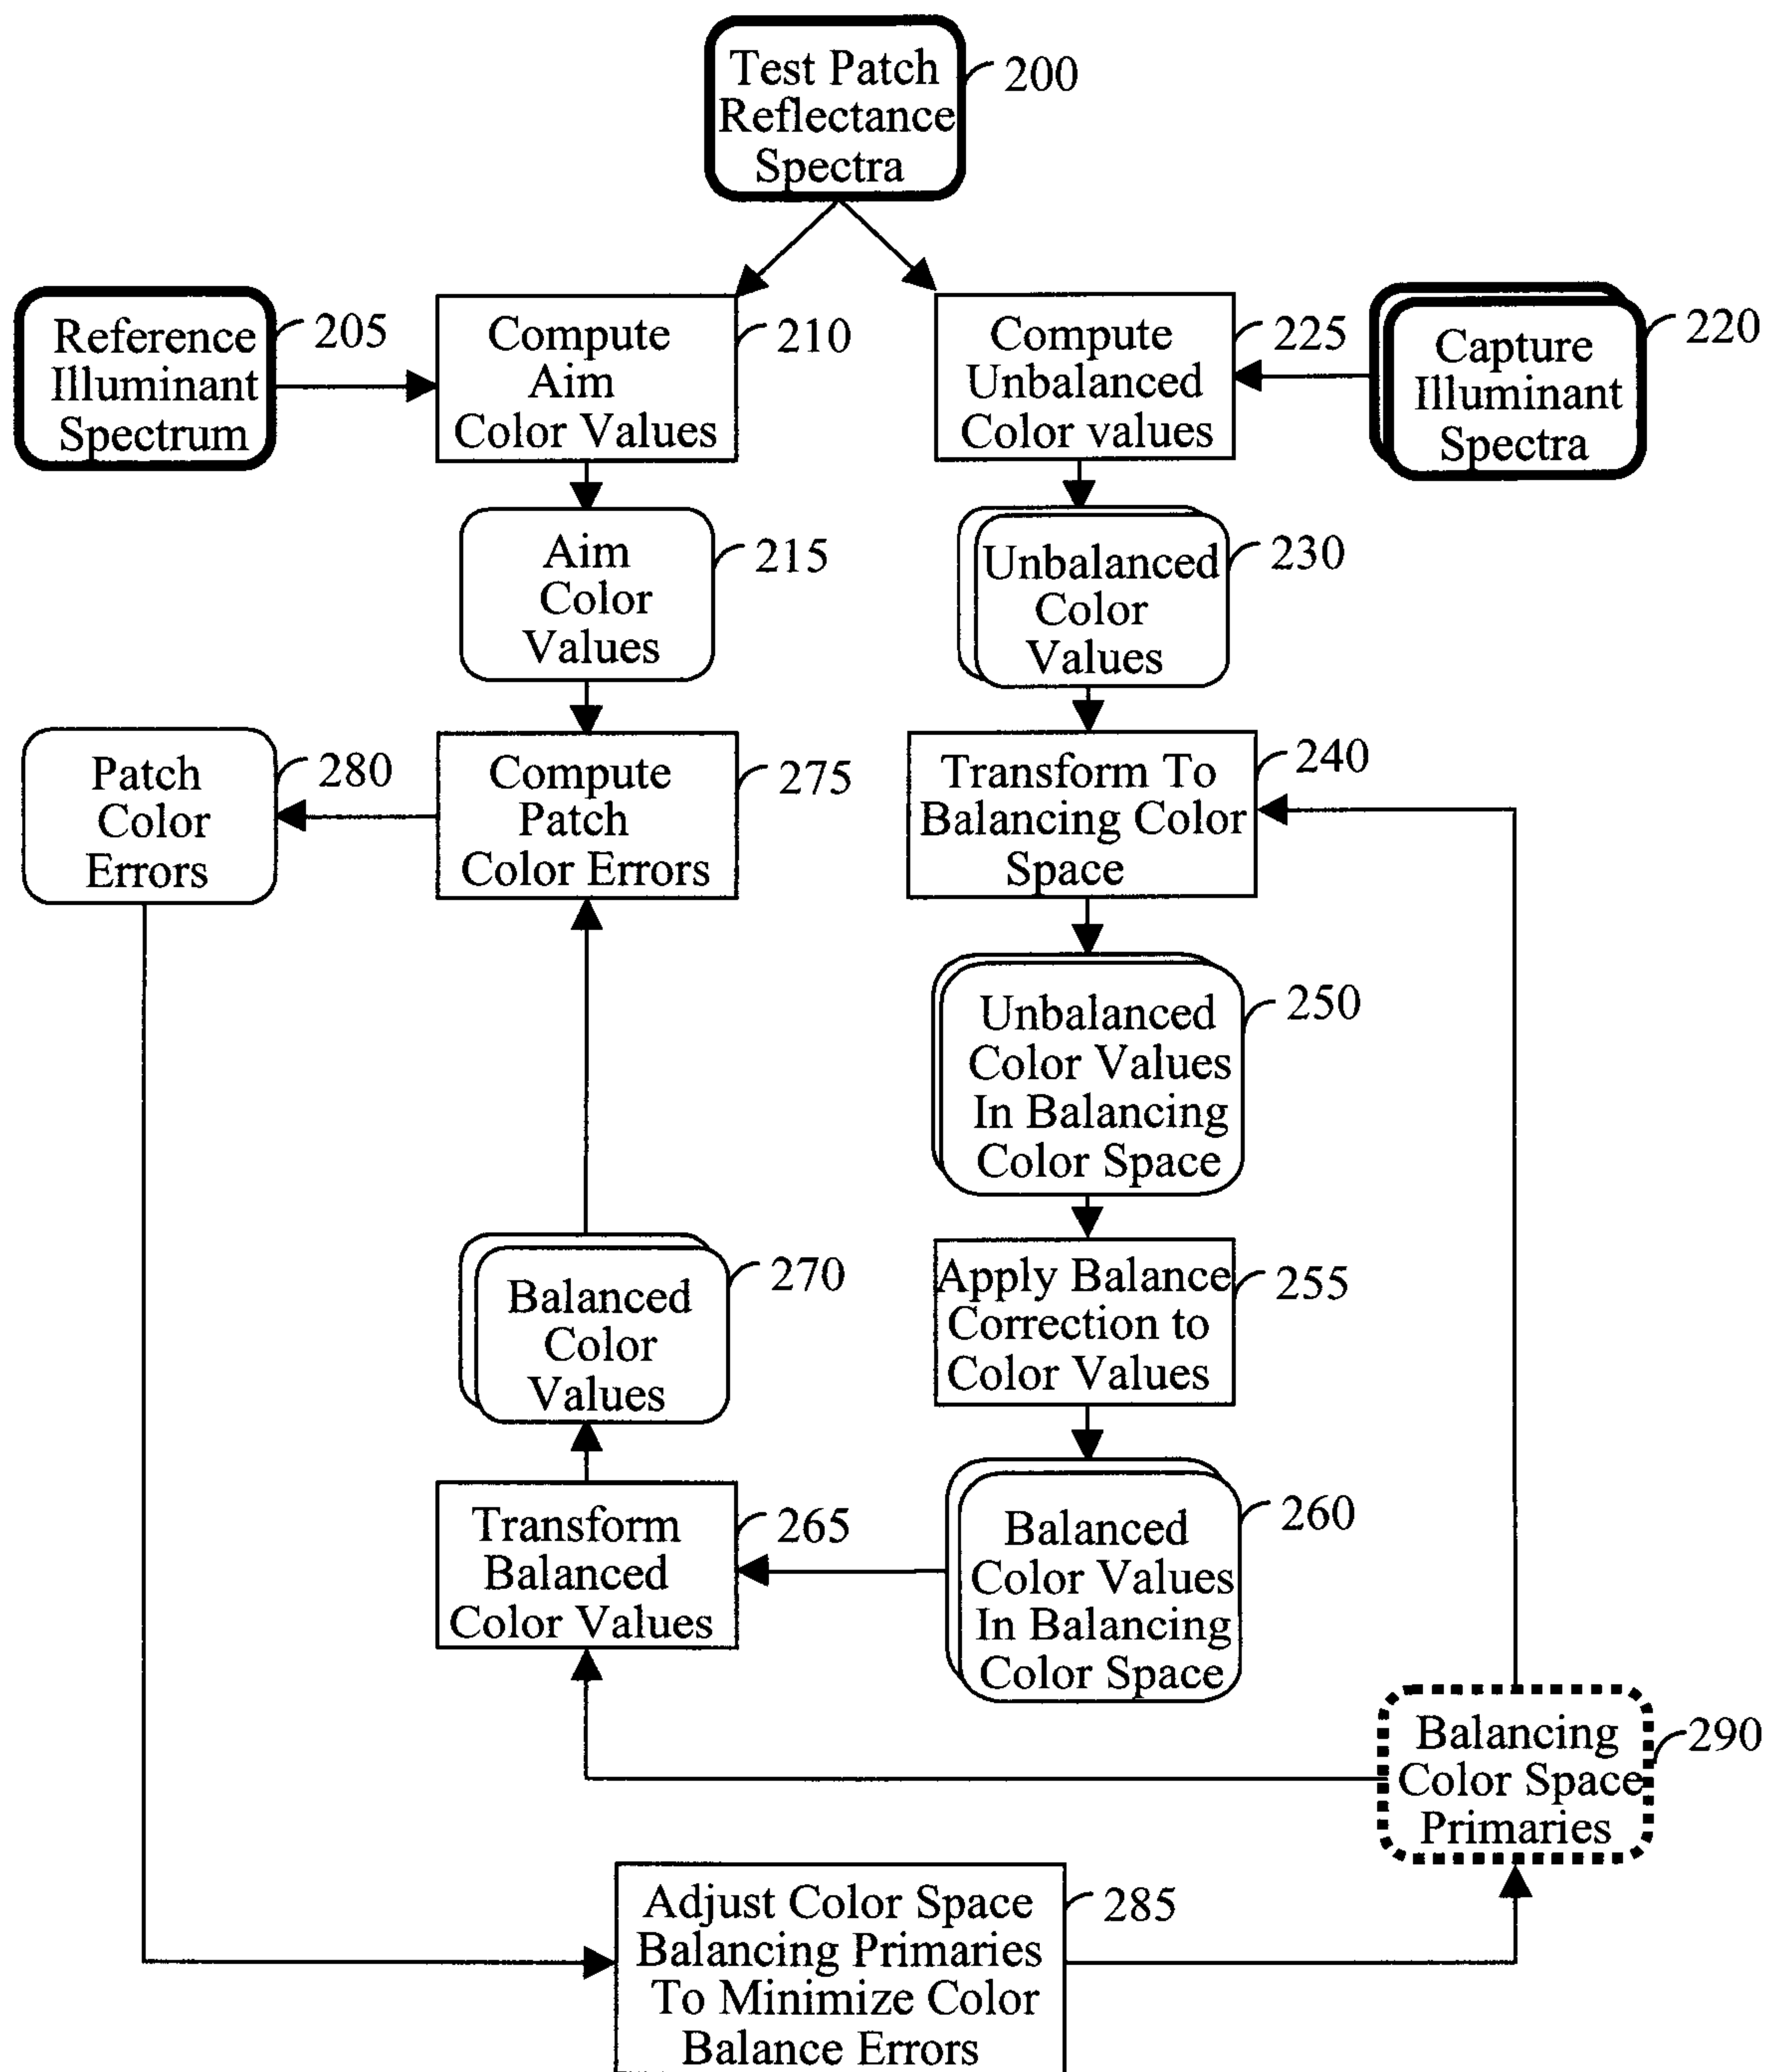 Test Patch
Reflectance
Spectra
200
Reference
Illuminant
Spectrum
205
Compute
Aim
Color Values
210
Compute
Unbalanced
Color values
225
Capture
Illuminant
Spectra
220
Aim
Color
Values
215
Unbalanced
Color
Values
230
Patch
Color
Errors
280
Compute
Patch
Color Errors
275
Transform To
Balancing Color
Space
240
Unbalanced
Color Values
In Balancing
Color Space
250
Balanced
Color
Values
270
Apply Balance
Correction to
Color Values
255
Transform
Balanced
Color Values
265
Balanced
Color Values
In Balancing
Color Space
260
Balancing
Color Space
Primaries
290
Adjust Color Space
Balancing Primaries
To Minimize Color
Balance Errors
285